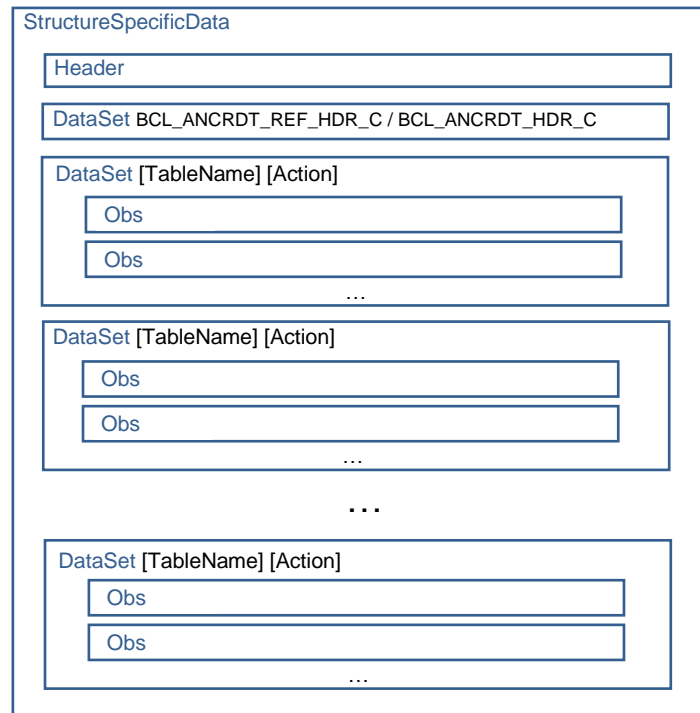 StructureSpecificData
Header
DataSet BCL_ANCRDT_REF_HDR_C / BCL_ANCRDT_HDR_C
DataSet [TableName] [Action]
Obs
Obs
…
DataSet [TableName] [Action]
Obs
Obs
…
...
DataSet [TableName] [Action]
Obs
Obs
…